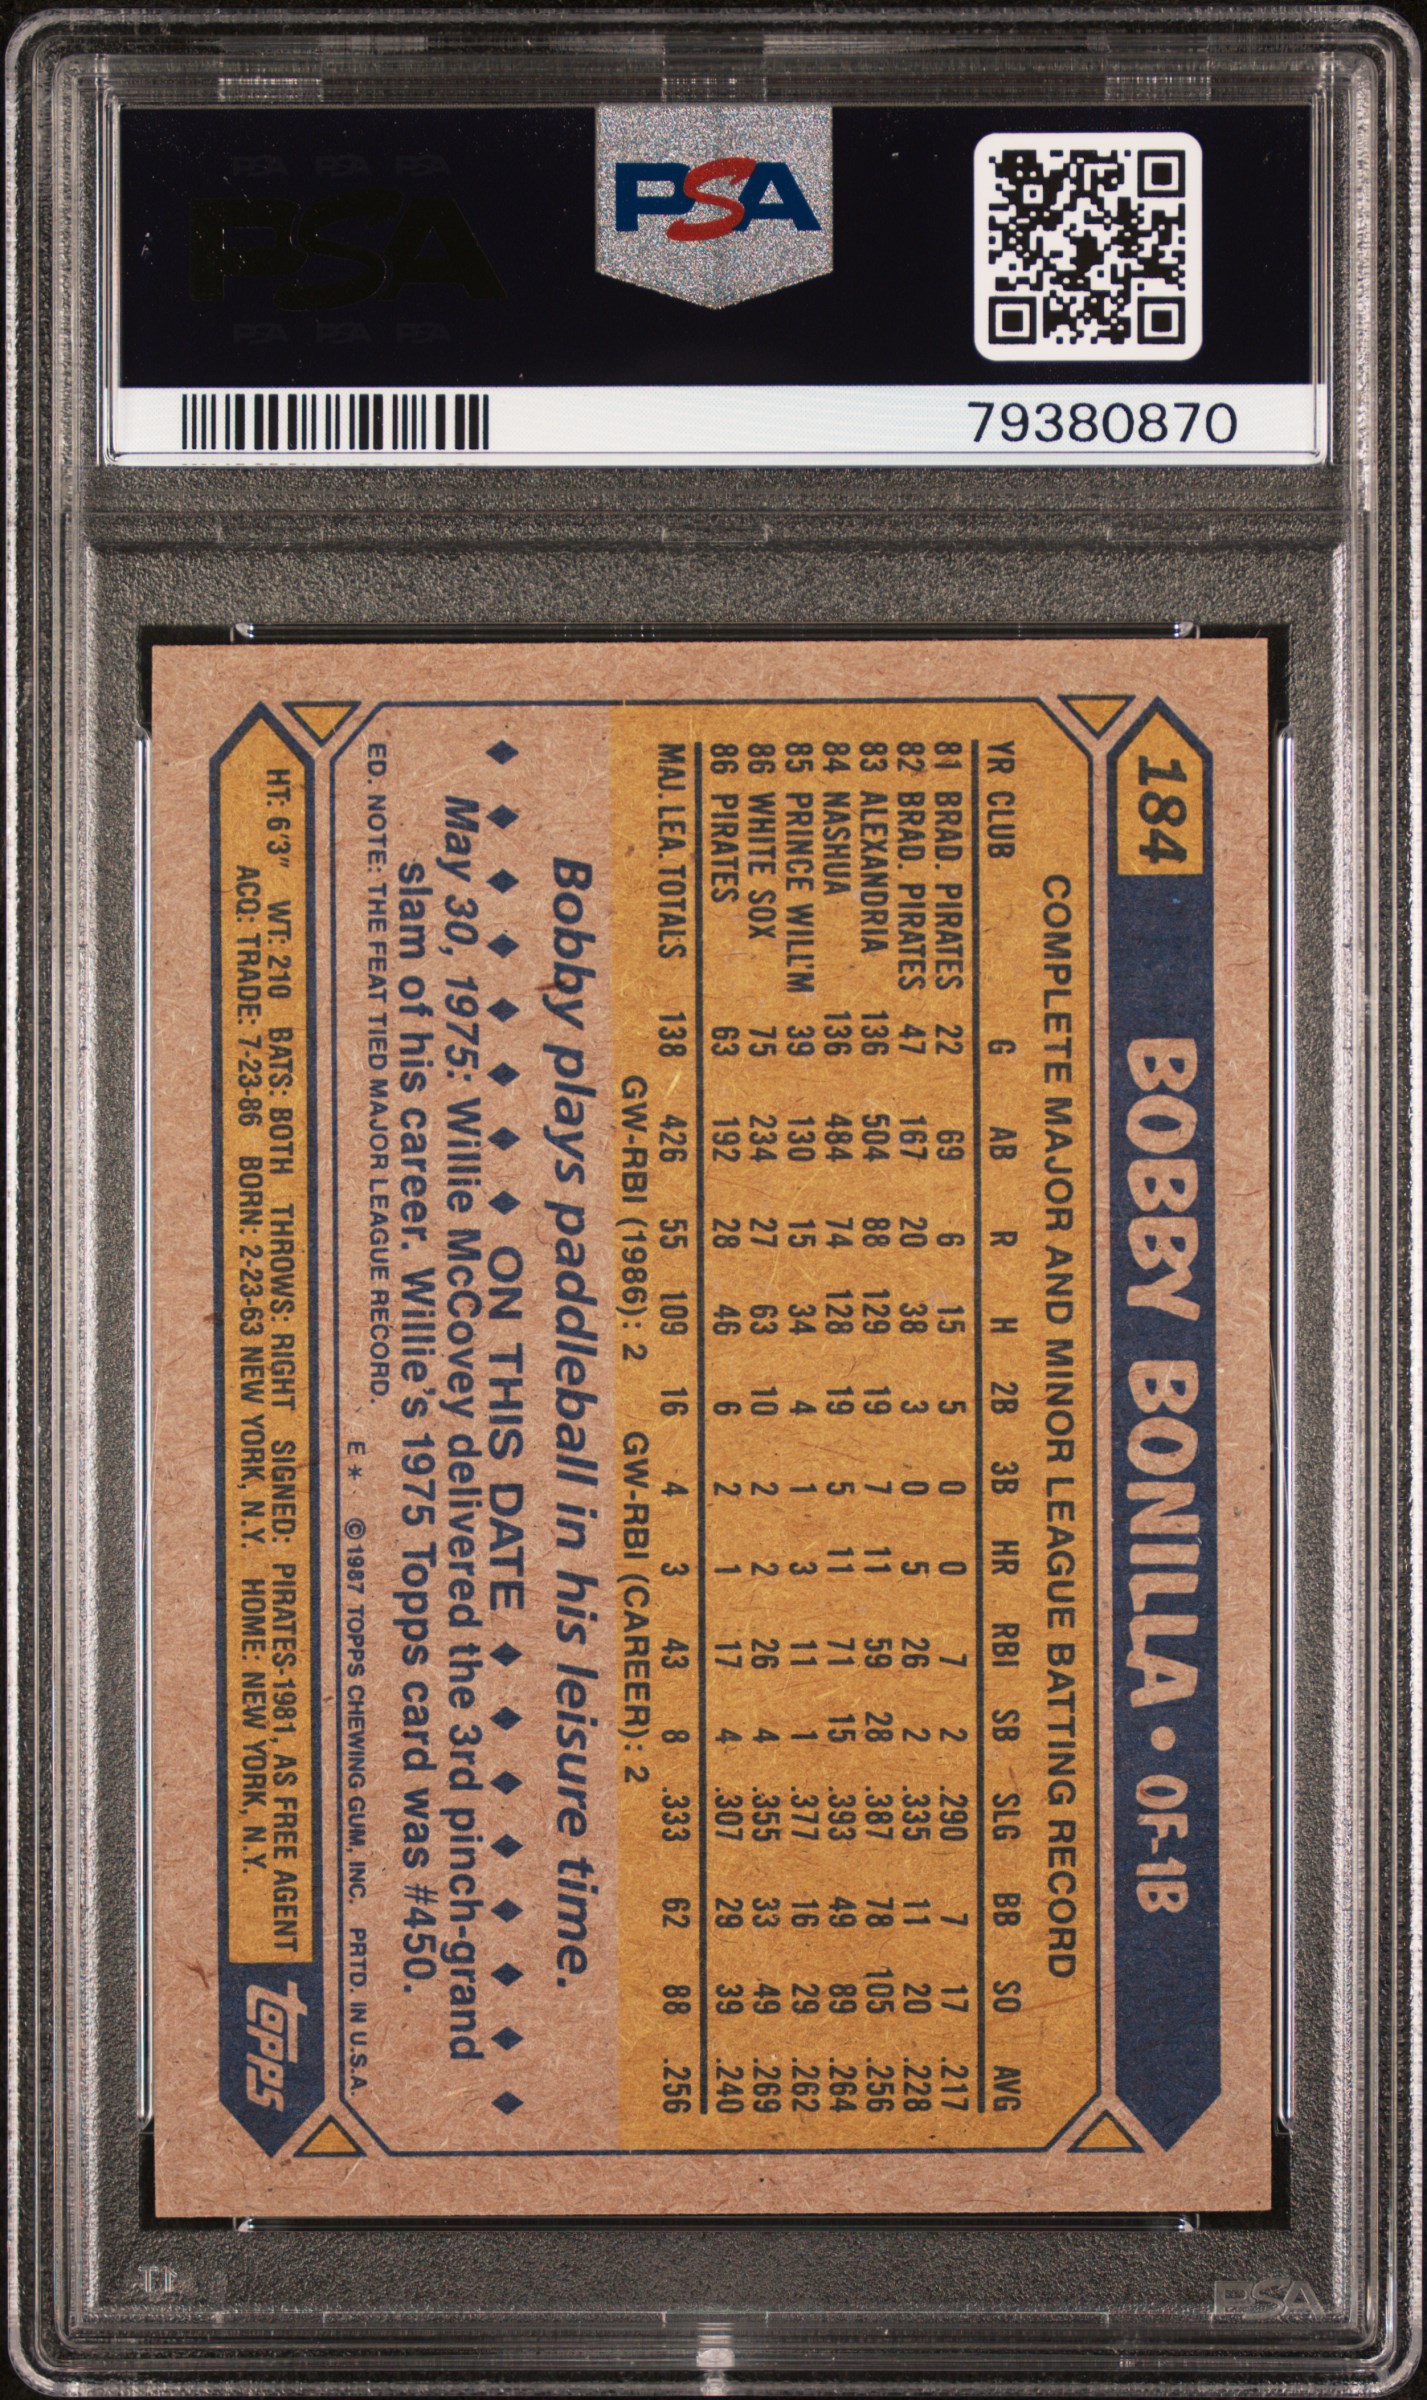 PSA PSA PSA
PSA
PSA PSA PSA
PSA
79380870
184 BOBBY BONILLA • OF-1B
COMPLETE MAJOR AND MINOR LEAGUE BATTING RECORD
YR CLUB G AB R H 2B 3B HR RBI SB SLG BB SO AVG
81 BRAD. PIRATES 22 69 6 15 5 0 0 7 2 .290 7 17 .217
82 BRAD. PIRATES 47 167 20 38 3 0 5 26 2 .335 11 20 .228
83 ALEXANDRIA 136 504 88 129 19 7 11 59 28 .387 78 105 .256
84 NASHUA 136 484 74 128 19 5 11 71 15 .393 49 89 .264
85 PRINCE WILL'M 39 130 15 34 4 1 3 11 1 .377 16 29 .262
86 WHITE SOX 75 234 27 63 10 2 2 26 4 .355 33 49 .269
86 PIRATES 63 192 28 46 6 2 1 17 4 .307 29 39 .240
MAJ. LEA. TOTALS 138 426 55 109 16 4 3 43 8 .333 62 88 .256
GW-RBI (1986): 2 GW-RBI (CAREER): 2
Bobby plays paddleball in his leisure time.
◆ ◆ ◆ ◆ ◆ ◆ ◆ ◆ ON THIS DATE ◆ ◆ ◆ ◆ ◆ ◆ ◆ ◆
May 30, 1975: Willie McCovey delivered the 3rd pinch-grand
slam of his career. Willie's 1975 Topps card was #450.
ED. NOTE: THE FEAT TIED MAJOR LEAGUE RECORD. E* ©1987 TOPPS CHEWING GUM, INC. PRTD. IN U.S.A.
HT: 6'3" WT: 210 BATS: BOTH THROWS: RIGHT SIGNED: PIRATES-1981, AS FREE AGENT
ACQ: TRADE: 7-23-86 BORN: 2-23-63 NEW YORK, N.Y. HOME: NEW YORK, N.Y.
topps
PSA